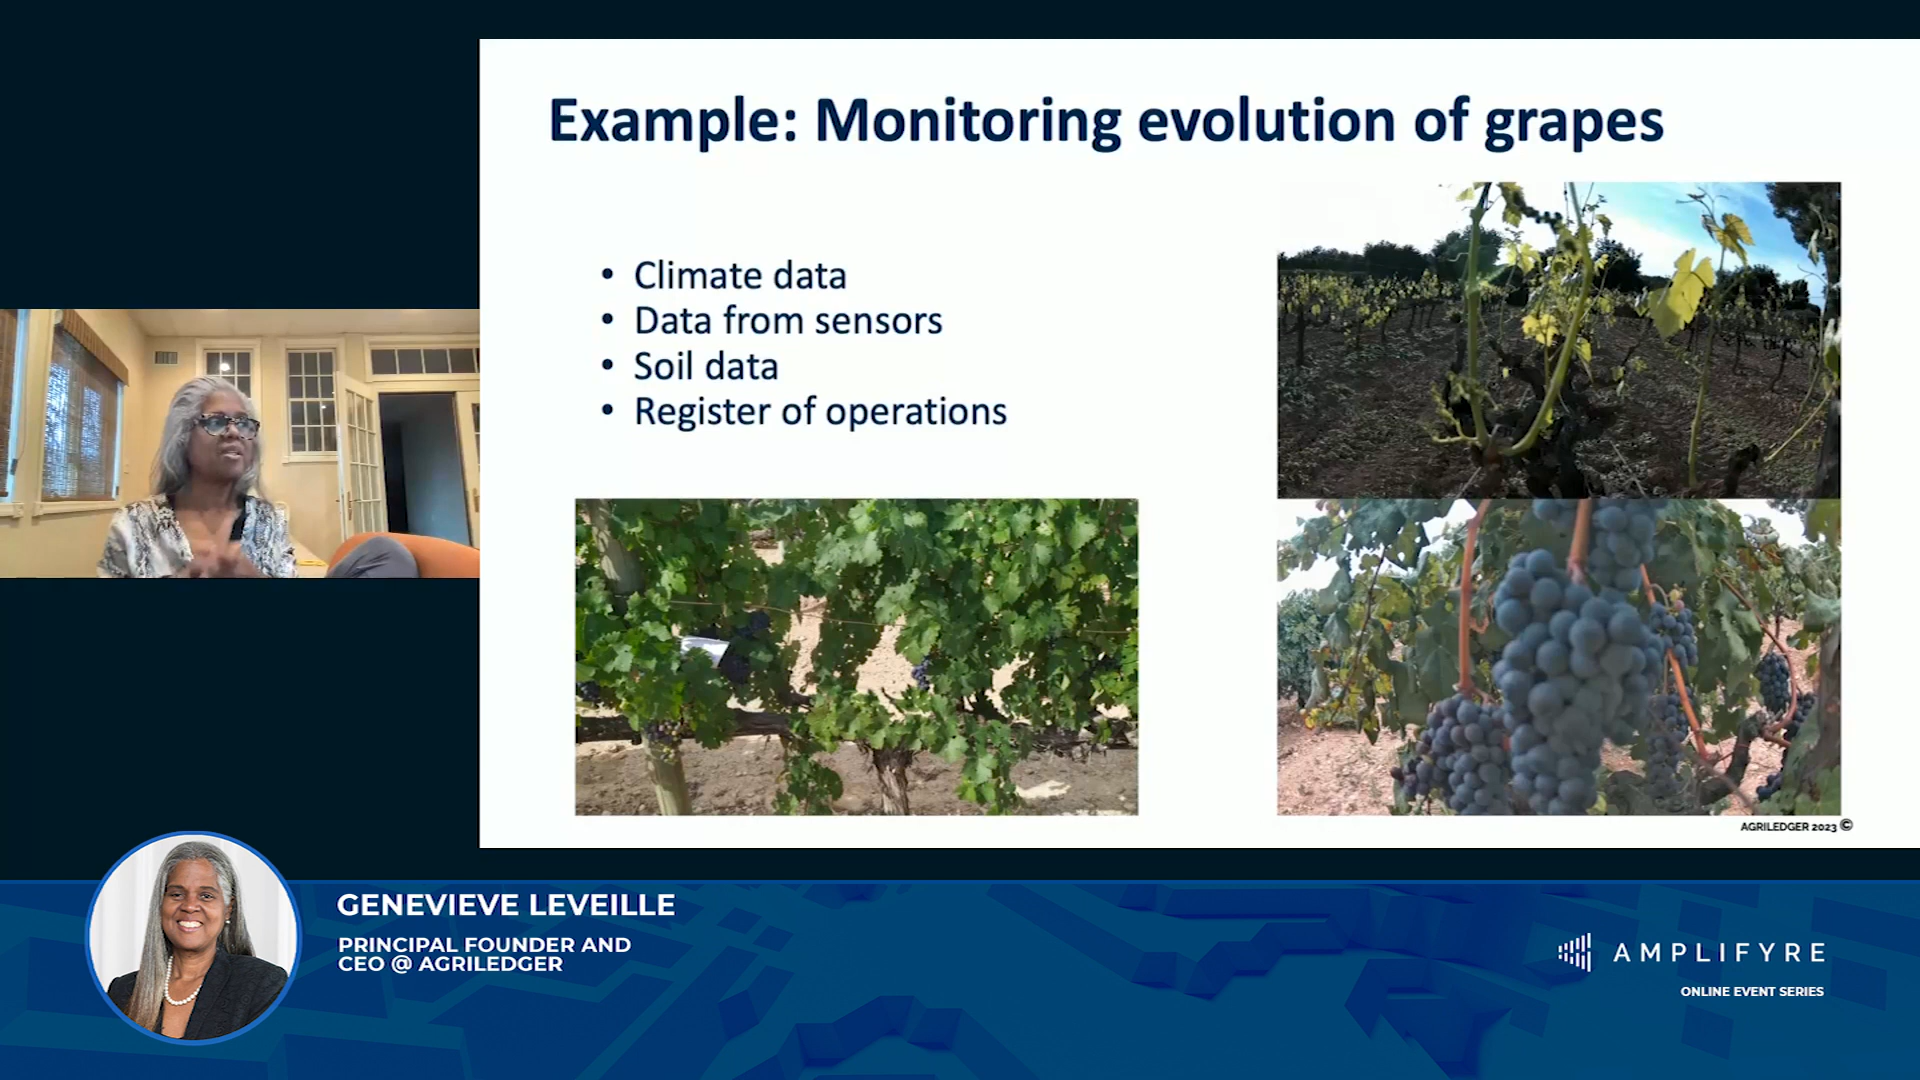 Example: Monitoring evolution of grapes
• Climate data
• Data from sensors
• Soil data
• Register of operations
AGRILEDGER 2023 ©
GENEVIEVE LEVEILLE
PRINCIPAL FOUNDER AND
CEO @ AGRILEDGER
AMPLIFYRE
ONLINE EVENT SERIES